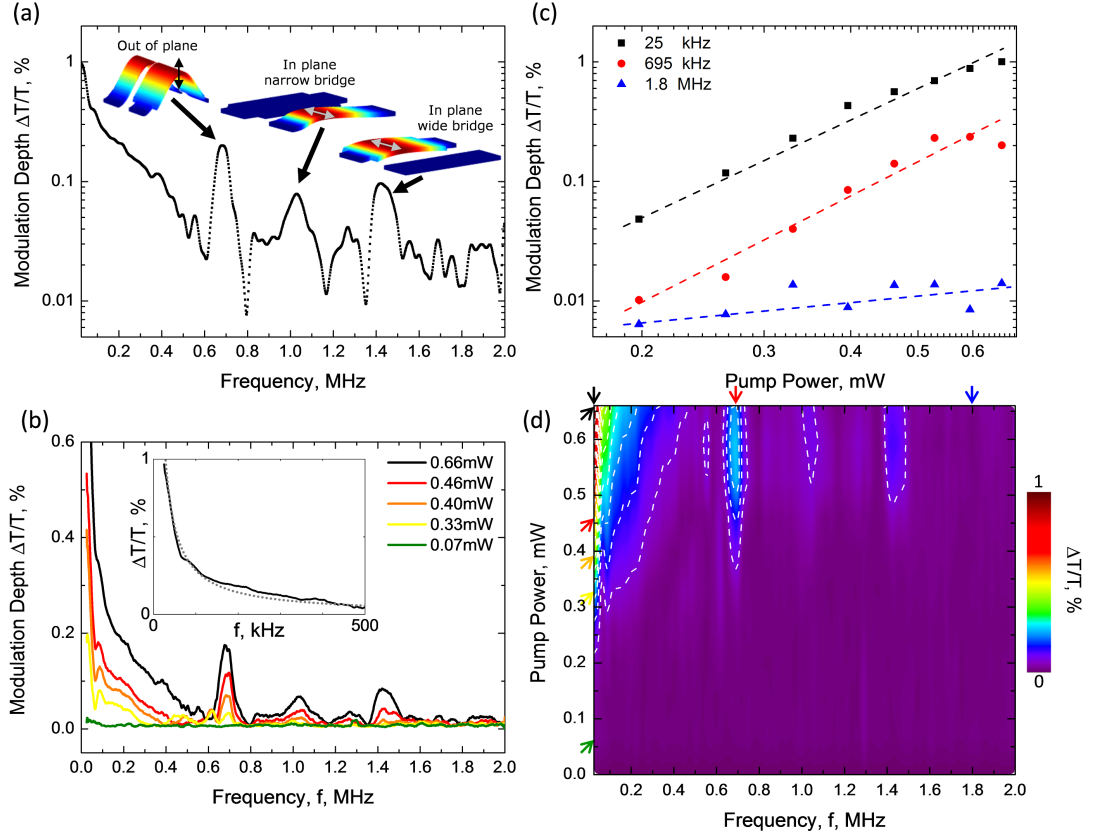 (a)
Modulation Depth ΔT/T, %
1
0.1
0.01
Out of plane
In plane
narrow bridge
In plane
wide bridge
0.2 0.4 0.6 0.8 1.0 1.2 1.4 1.6 1.8 2.0
Frequency, MHz
(c)
Modulation Depth ΔT/T, %
1
0.1
0.01
25 kHz
695 kHz
1.8 MHz
0.2 0.3 0.4 0.5 0.6
Pump Power, mW
(b)
Modulation Depth ΔT/T, %
0.6
0.4
0.2
0.0
1
ΔT/T, %
0
0 500
f, kHz
0.66mW
0.46mW
0.40mW
0.33mW
0.07mW
0.0 0.2 0.4 0.6 0.8 1.0 1.2 1.4 1.6 1.8 2.0
Frequency, f, MHz
(d)
Pump Power, mW
0.6
0.5
0.4
0.3
0.2
0.1
0.0
0.2 0.4 0.6 0.8 1.0 1.2 1.4 1.6 1.8 2.0
Frequency, f, MHz
1
ΔT/T, %
0